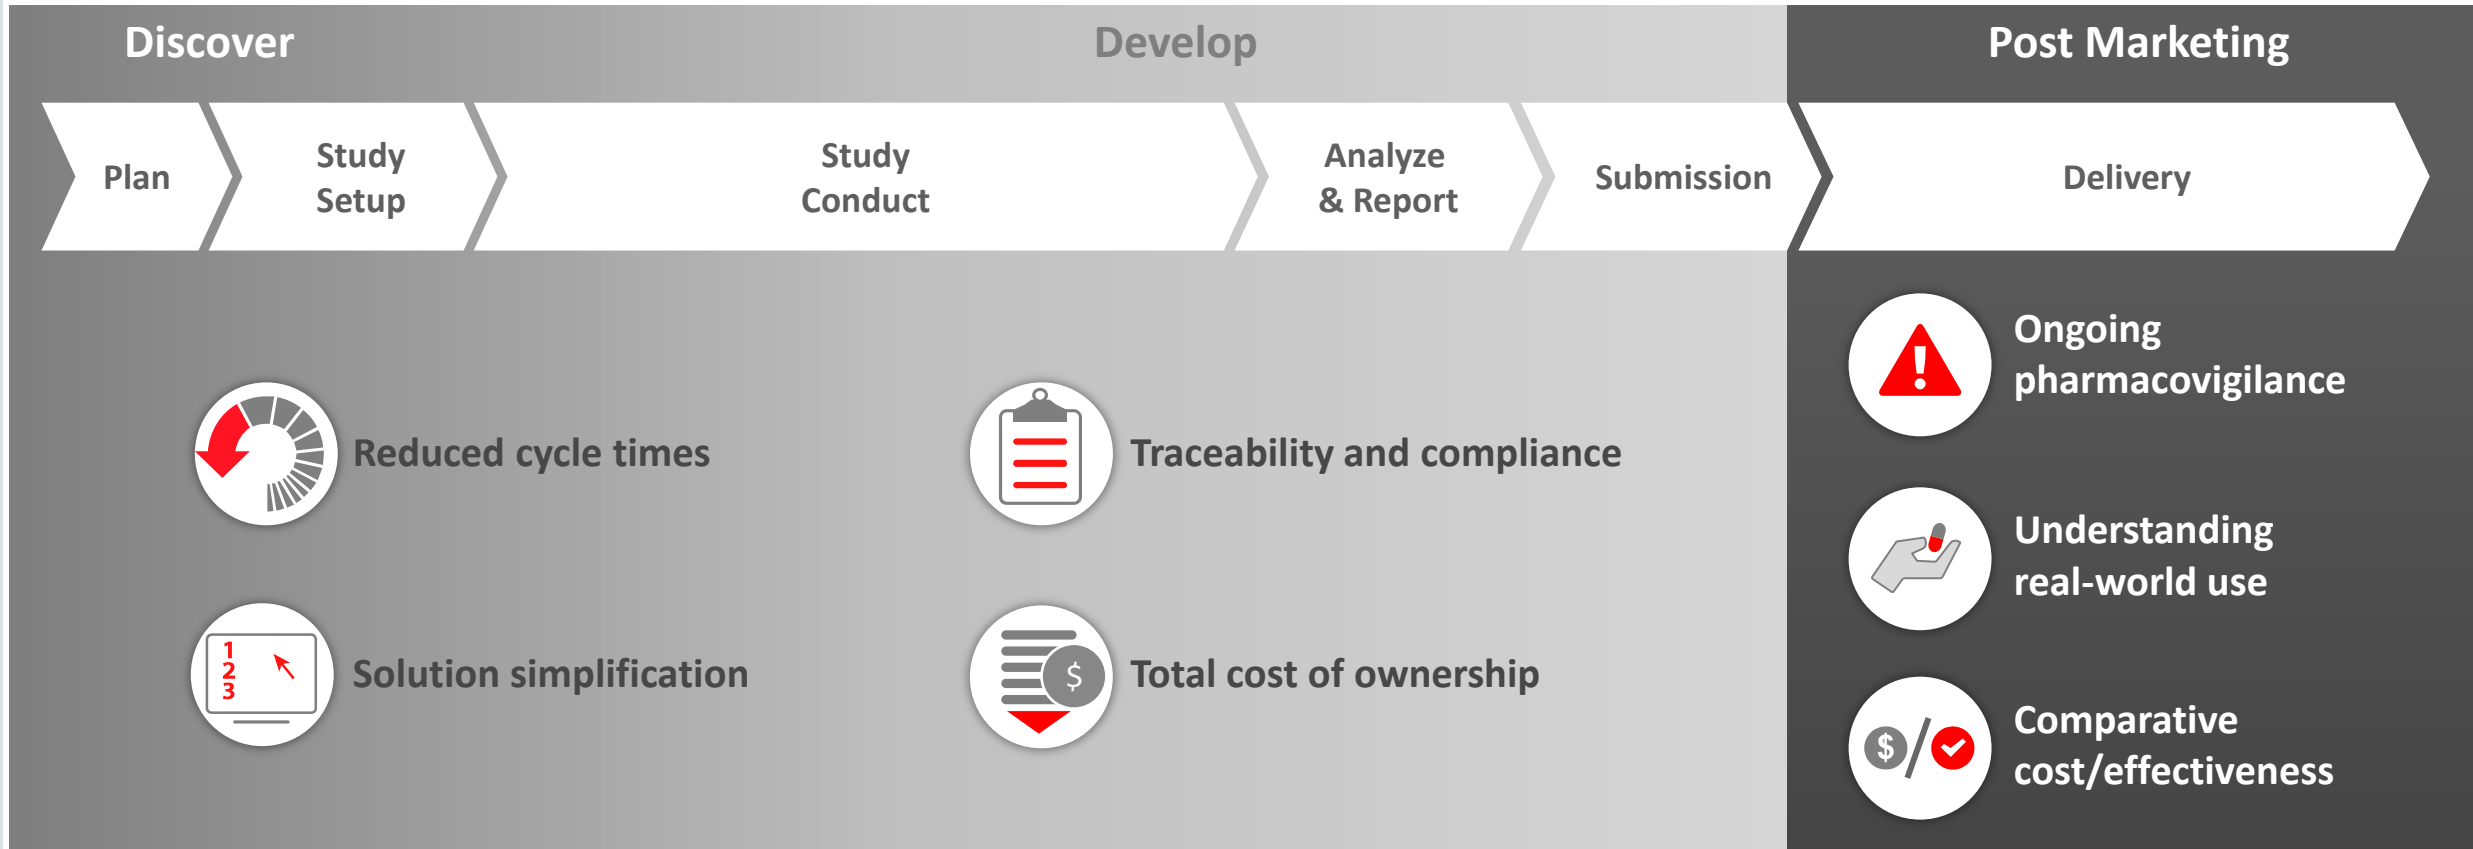 Discover
Develop
Post Marketing
Plan
Study
Setup
Study
Conduct
Analyze
& Report
Submission
Delivery
Reduced cycle times
Traceability and compliance
1
2
3
Solution simplification
$
Total cost of ownership
!
Ongoing
pharmacovigilance
Understanding
real-world use
$/
Comparative
cost/effectiveness